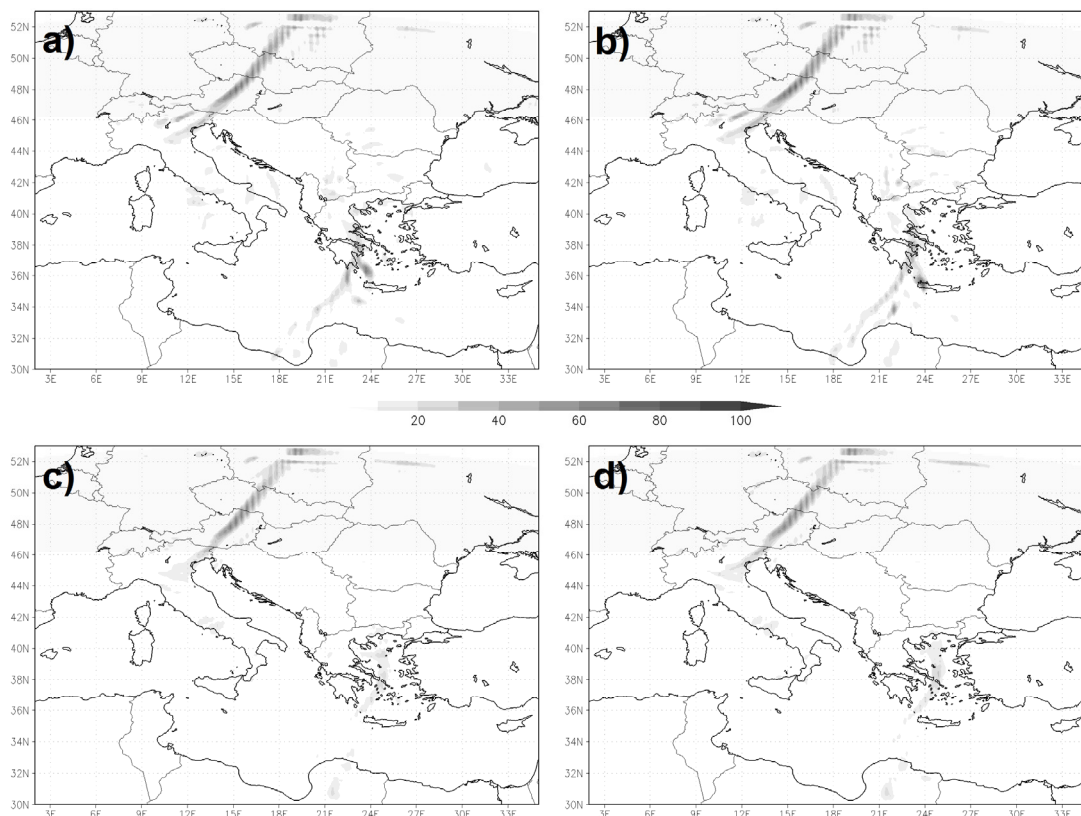 a)
b)
52N 52N
50N 50N
48N 48N
46N 46N
44N 44N
42N 42N
40N 40N
38N 38N
36N 36N
34N 34N
32N 32N
30N 30N
3E 6E 9E 12E 15E 18E 21E 24E 27E 30E 33E 3E 6E 9E 12E 15E 18E 21E 24E 27E 30E 33E
20 40 60 80 100
c)
d)
52N 52N
50N 50N
48N 48N
46N 46N
44N 44N
42N 42N
40N 40N
38N 38N
36N 36N
34N 34N
32N 32N
30N 30N
3E 6E 9E 12E 15E 18E 21E 24E 27E 30E 33E 3E 6E 9E 12E 15E 18E 21E 24E 27E 30E 33E